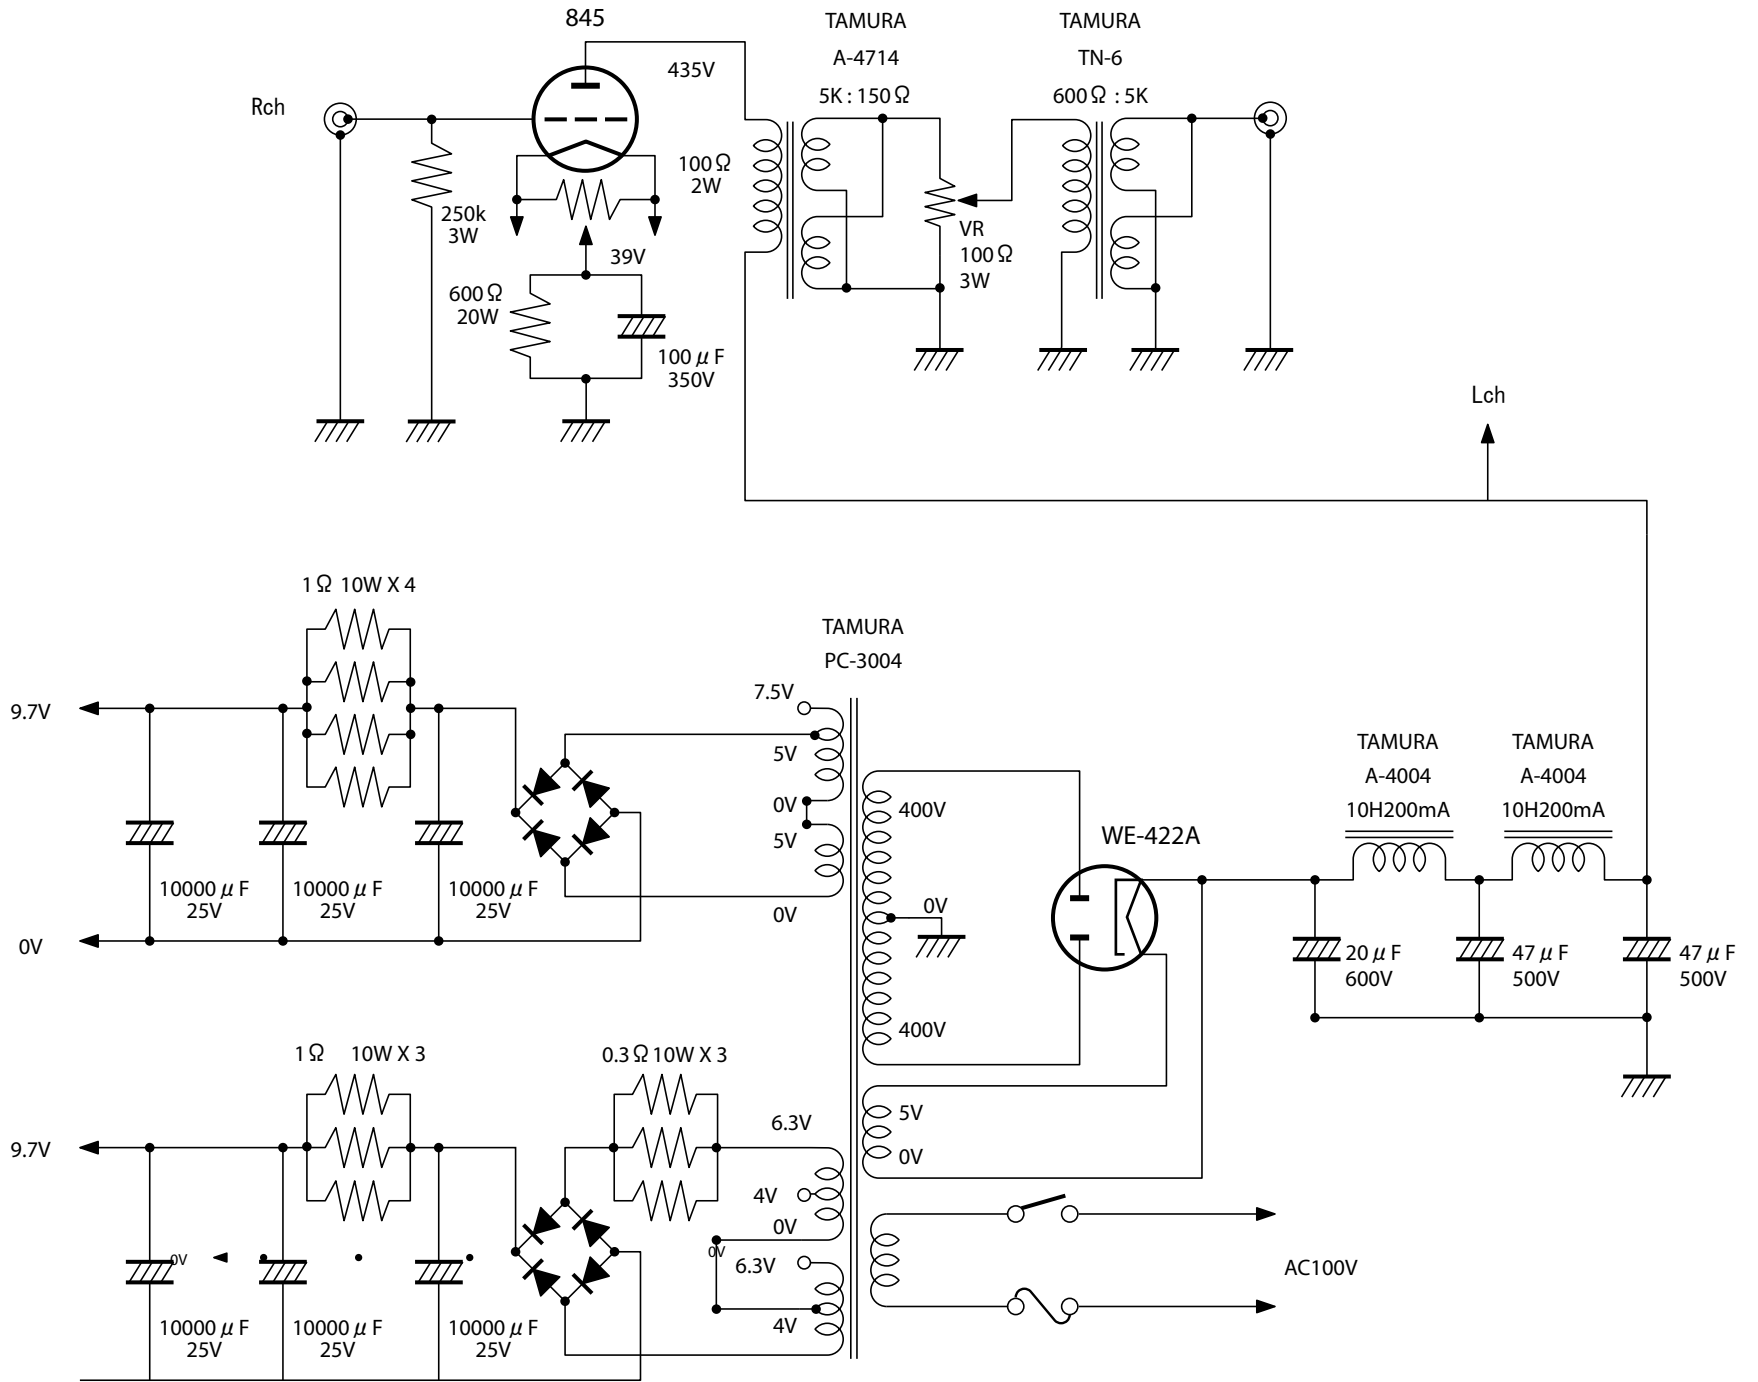 845
TAMURA
A-4714
5K : 150Ω
TAMURA
TN-6
600Ω : 5K
435V
Rch
100Ω
2W
250k
3W
39V
600Ω
20W
100μF
350V
VR
100Ω
3W
Lch
1Ω 10W X 4
TAMURA
PC-3004
7.5V
9.7V
5V
0V
5V
0V
10000μF
25V
10000μF
25V
10000μF
25V
0V
400V
0V
400V
WE-422A
TAMURA
A-4004
10H200mA
TAMURA
A-4004
10H200mA
20μF
600V
47μF
500V
47μF
500V
1Ω 10W X 3
0.3Ω10W X 3
6.3V
9.7V
4V
0V
0V
6.3V
4V
5V
0V
0V
10000μF
25V
10000μF
25V
10000μF
25V
AC100V